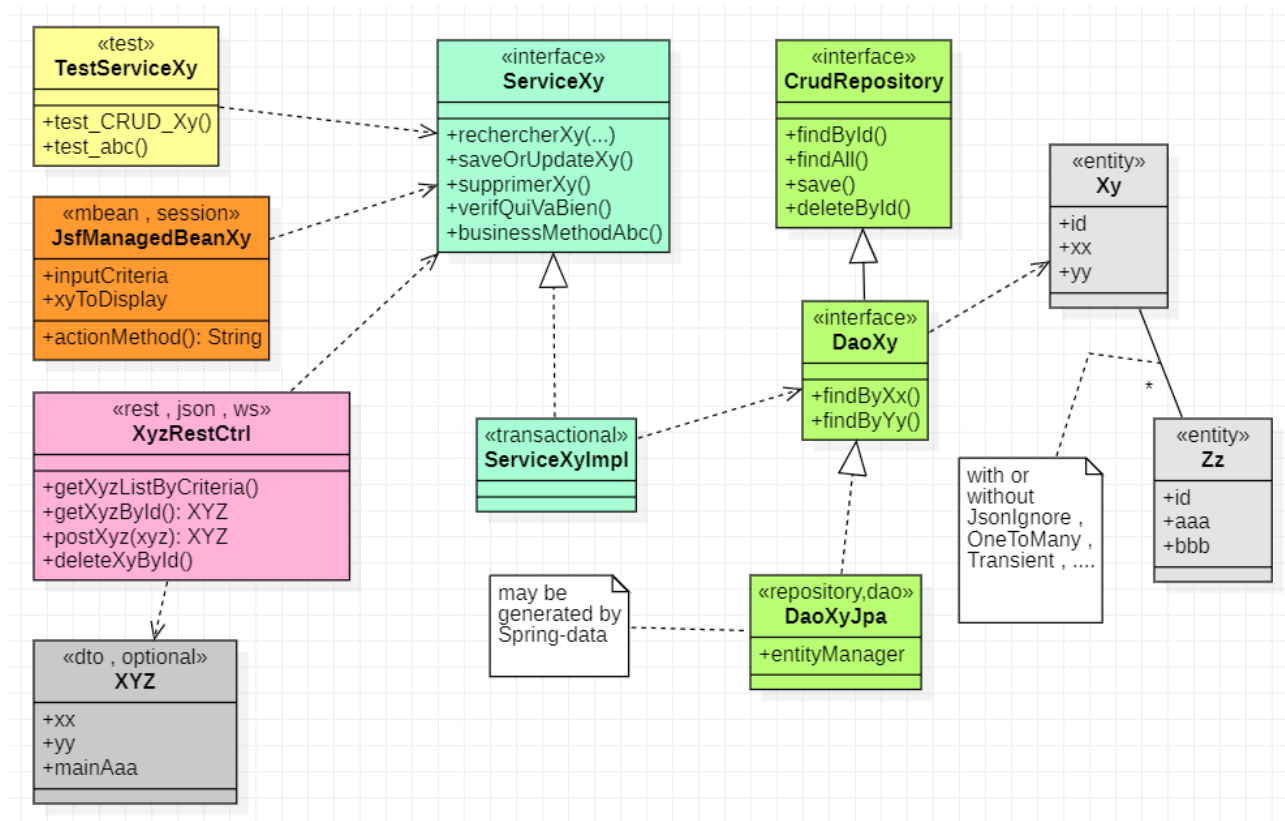 «test»
TestServiceXy
+test_CRUD_Xy()
+test_abc()
«mbean , session»
JsfManagedBeanXy
+inputCriteria
+xyToDisplay
+actionMethod(): String
«rest , json , ws»
XyzRestCtrl
+getXyzListByCriteria()
+getXyzById(): XYZ
+postXyz(xyz): XYZ
+deleteXyById()
«dto , optional»
XYZ
+xx
+yy
+mainAaa
«interface»
ServiceXy
+rechercherXy(...)
+saveOrUpdateXy()
+supprimerXy()
+verifQuiVaBien()
+businessMethodAbc()
«transactional»
ServiceXyImpl
may be
generated by
Spring-data
«interface»
CrudRepository
+findById()
+findAll()
+save()
+deleteById()
«interface»
DaoXy
+findByXx()
+findByYy()
«repository,dao»
DaoXyJpa
+entityManager
«entity»
Xy
+id
+xx
+yy
*
«entity»
Zz
+id
+aaa
+bbb
with or
without
JsonIgnore ,
OneToMany ,
Transient , ....